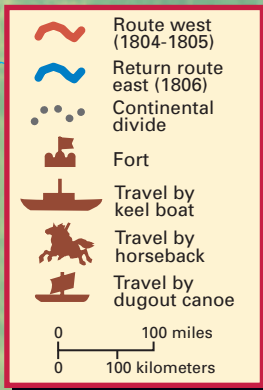 Route west
(1804-1805)
Return route
east (1806)
Continental
divide
Fort
Travel by
keel boat
Travel by
horseback
Travel by
dugout canoe
0 100 miles
0 100 kilometers